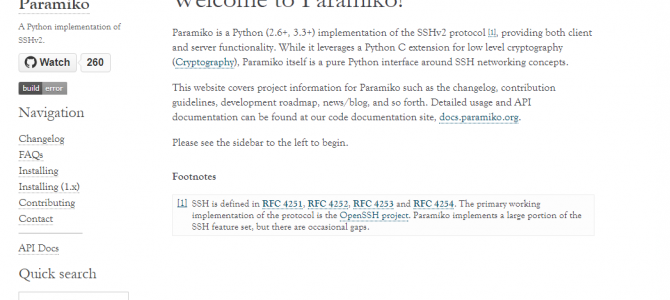 Paramiko
A Python implementation of
SSHv2.
Watch 260
build error
Navigation
Changelog
FAQs
Installing
Installing (1.x)
Contributing
Contact
API Docs
Quick search
Welcome to Paramiko!
Paramiko is a Python (2.6+, 3.3+) implementation of the SSHv2 protocol [1], providing both client
and server functionality. While it leverages a Python C extension for low level cryptography
(Cryptography), Paramiko itself is a pure Python interface around SSH networking concepts.
This website covers project information for Paramiko such as the changelog, contribution
guidelines, development roadmap, news/blog, and so forth. Detailed usage and API
documentation can be found at our code documentation site, docs.paramiko.org.
Please see the sidebar to the left to begin.
Footnotes
[1] SSH is defined in RFC 4251, RFC 4252, RFC 4253 and RFC 4254. The primary working
implementation of the protocol is the OpenSSH project. Paramiko implements a large portion of the
SSH feature set, but there are occasional gaps.